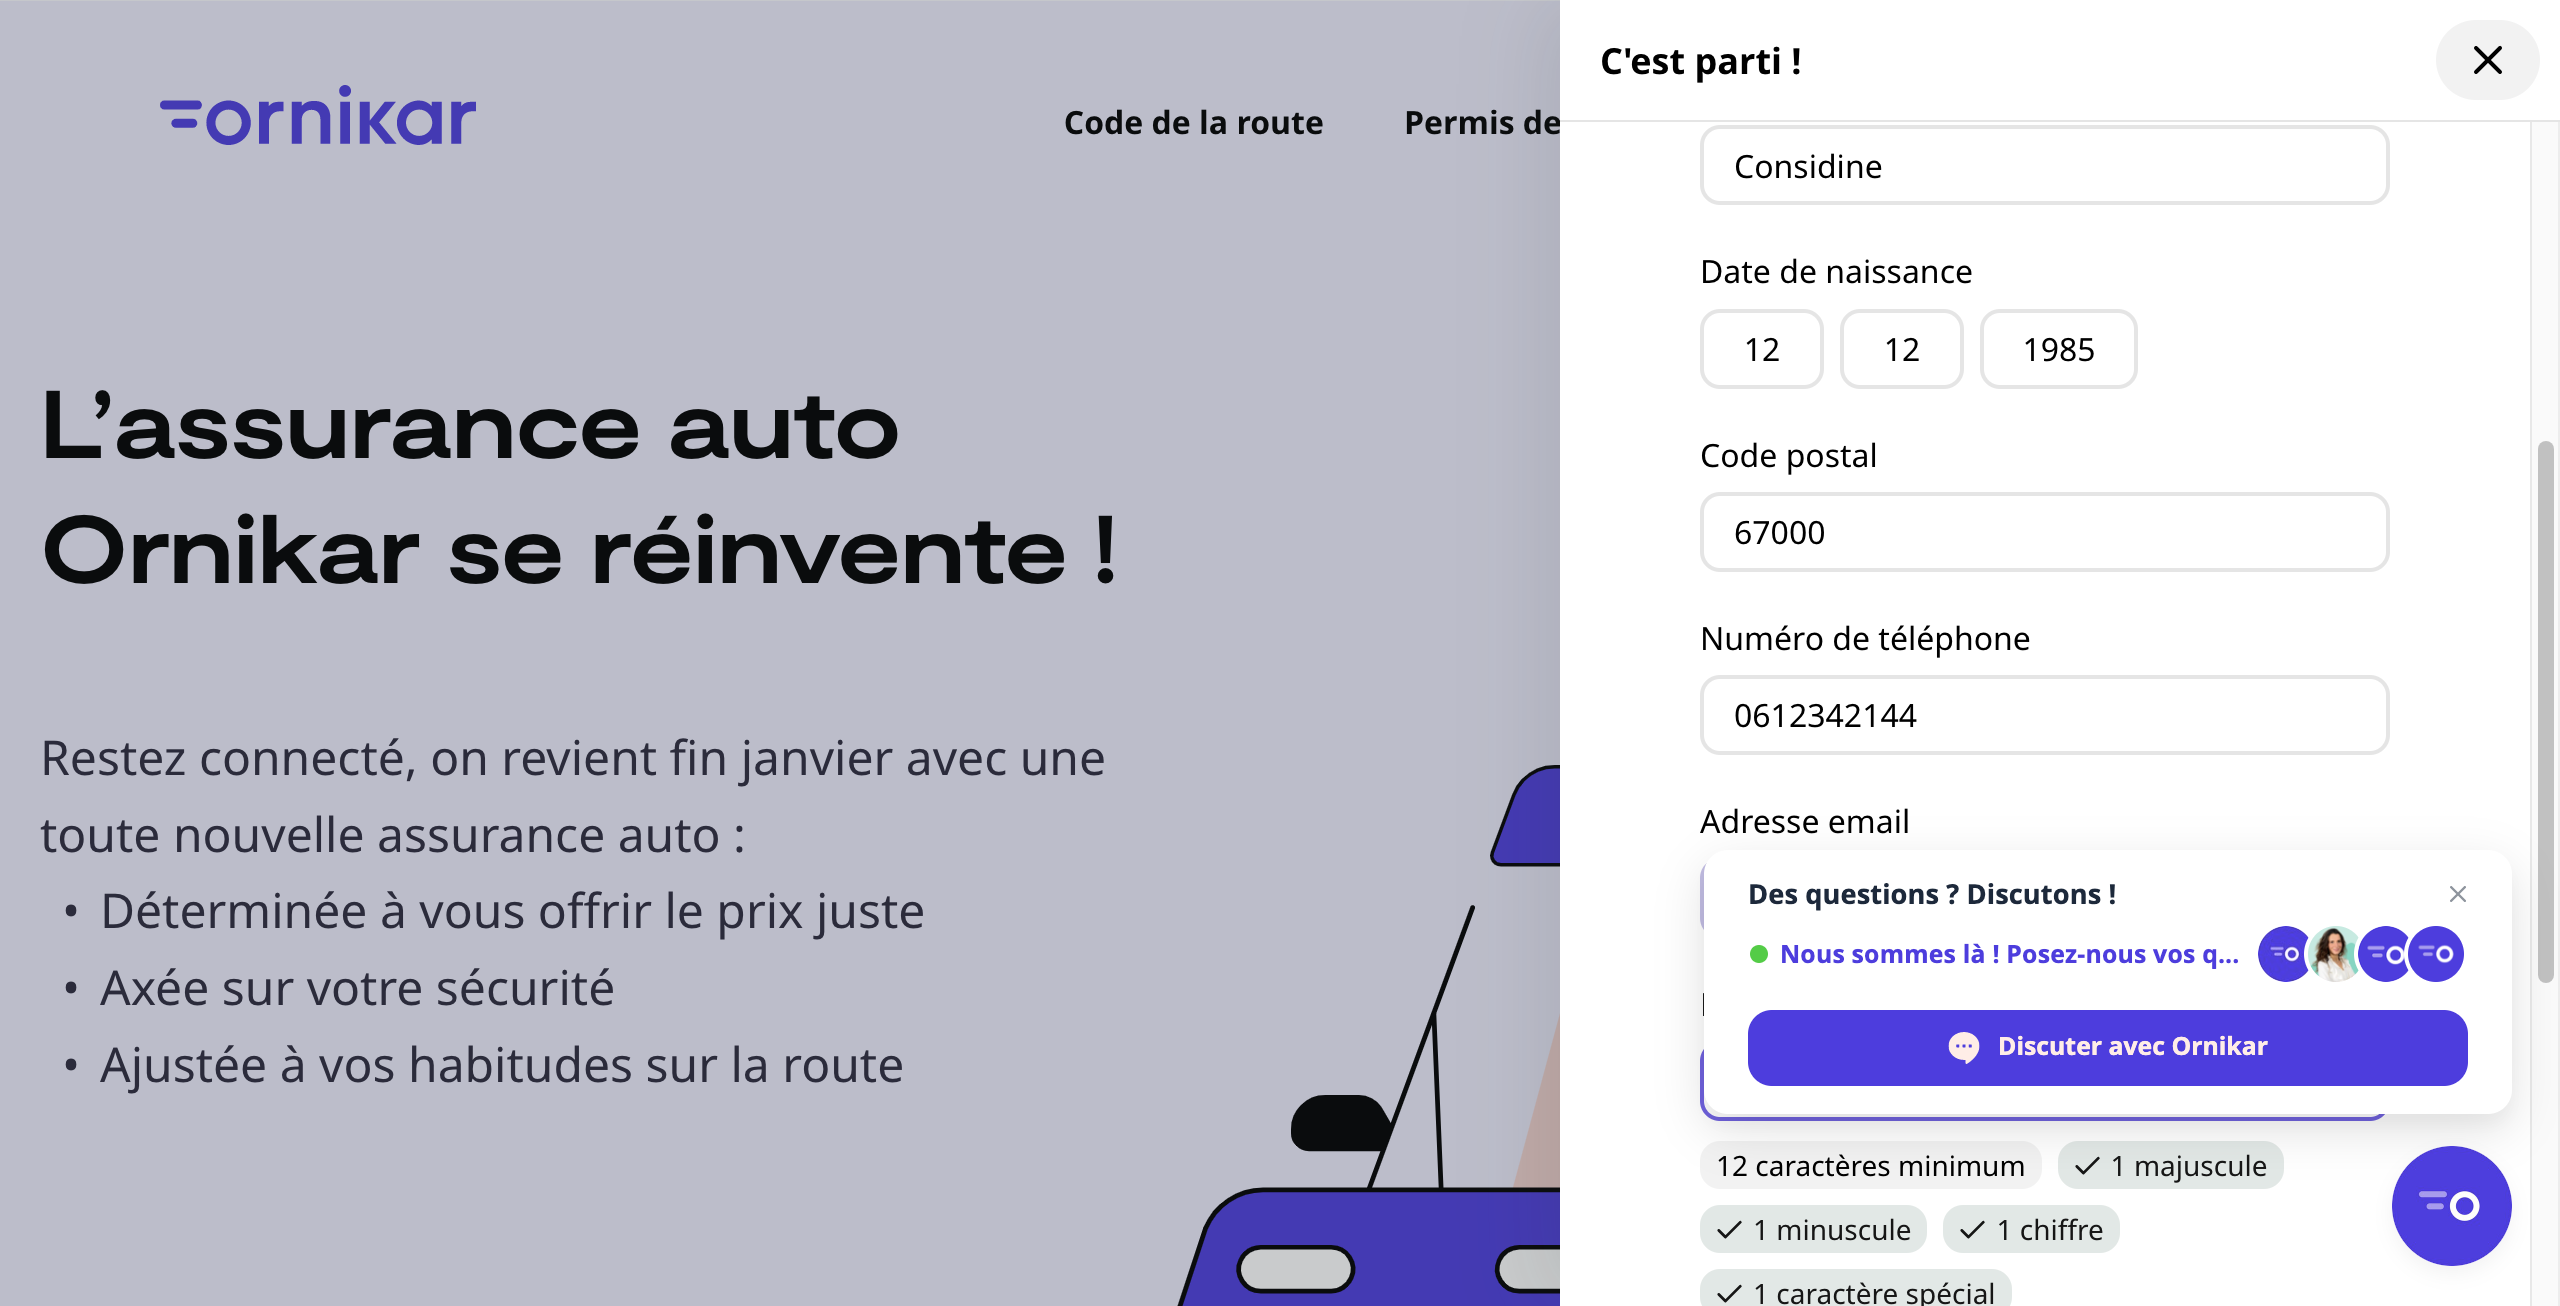 ornikar
Code de la route
Permis de
L’assurance auto
Ornikar se réinvente !
Restez connecté, on revient fin janvier avec une
toute nouvelle assurance auto :
• Déterminée à vous offrir le prix juste
• Axée sur votre sécurité
• Ajustée à vos habitudes sur la route
C'est parti !
Considine
Date de naissance
12 12 1985
Code postal
67000
Numéro de téléphone
0612342144
Adresse email
Des questions ? Discutons !
Nous sommes là ! Posez-nous vos q...
Discuter avec Ornikar
12 caractères minimum
1 majuscule
1 minuscule
1 chiffre
1 caractère spécial